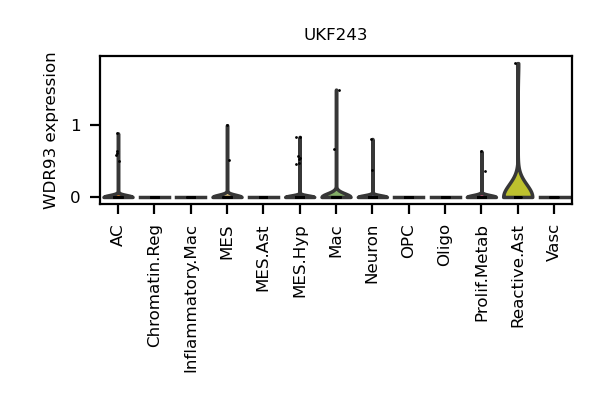 UKF243
WDR93 expression
1
0
AC
Chromatin.Reg
Inflammatory.Mac
MES
MES.Ast
MES.Hyp
Mac
Neuron
OPC
Oligo
Prolif.Metab
Reactive.Ast
Vasc